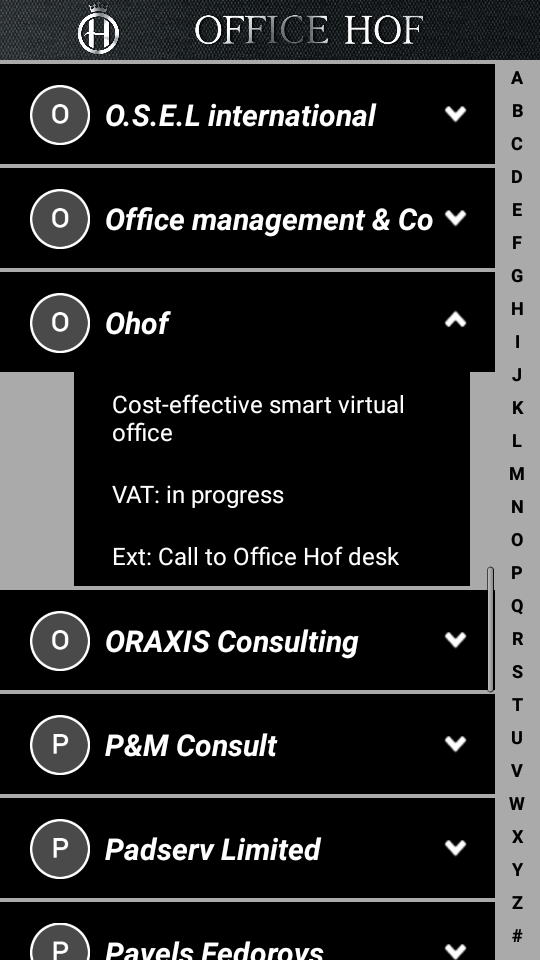 H OFFICE HOF
O O.S.E.L international
O Office management & Co
O Ohof
Cost-effective smart virtual
office
VAT: in progress
Ext: Call to Office Hof desk
O ORAXIS Consulting
P P&M Consult
P Padserv Limited
P Pavels Fedorovs
A
B
C
D
E
F
G
H
I
J
K
L
M
N
O
P
Q
R
S
T
U
V
W
X
Y
Z
#